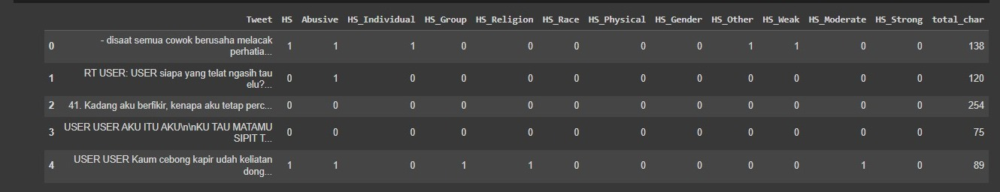 Tweet HS Abusive HS_Individual HS_Group HS_Religion HS_Race HS_Physical HS_Gender HS_Other HS_Weak HS_Moderate HS_Strong total_char
0 - disaat semua cowok berusaha melacak perhatia... 1 1 1 0 0 0 0 0 1 1 0 0 138
1 RT USER: USER siapa yang telat ngasih tau elu?... 0 1 0 0 0 0 0 0 0 0 0 0 120
2 41. Kadang aku berfikir, kenapa aku tetap perc... 0 0 0 0 0 0 0 0 0 0 0 0 254
3 USER USER AKU ITU AKU\n\nKU TAU MATAMU SIPIT T... 0 0 0 0 0 0 0 0 0 0 0 0 75
4 USER USER Kaum cebong kapir udah keliatan dong... 1 1 0 1 1 0 0 0 0 0 1 0 89